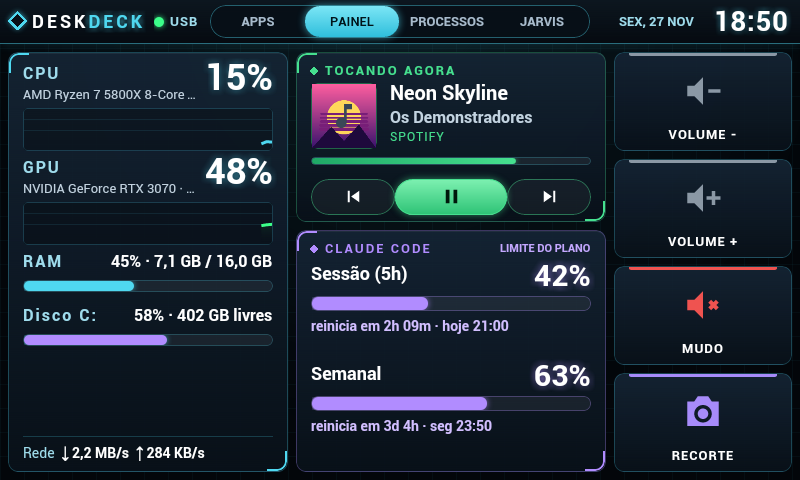 DESKDECK
USB
APPS
PAINEL
PROCESSOS
JARVIS
SEX, 27 NOV
18:50
CPU
15%
AMD Ryzen 7 5800X 8-Core ...
GPU
48%
NVIDIA GeForce RTX 3070 · ...
RAM
45% · 7,1 GB / 16,0 GB
Disco C:
58% · 402 GB livres
Rede ↓ 2,2 MB/s ↑ 284 KB/s
TOCANDO AGORA
Neon Skyline
Os Demonstradores
SPOTIFY
CLAUDE CODE
LIMITE DO PLANO
Sessão (5h)
42%
reinicia em 2h 09m · hoje 21:00
Semanal
63%
reinicia em 3d 4h · seg 23:50
VOLUME -
VOLUME +
MUDO
RECORTE